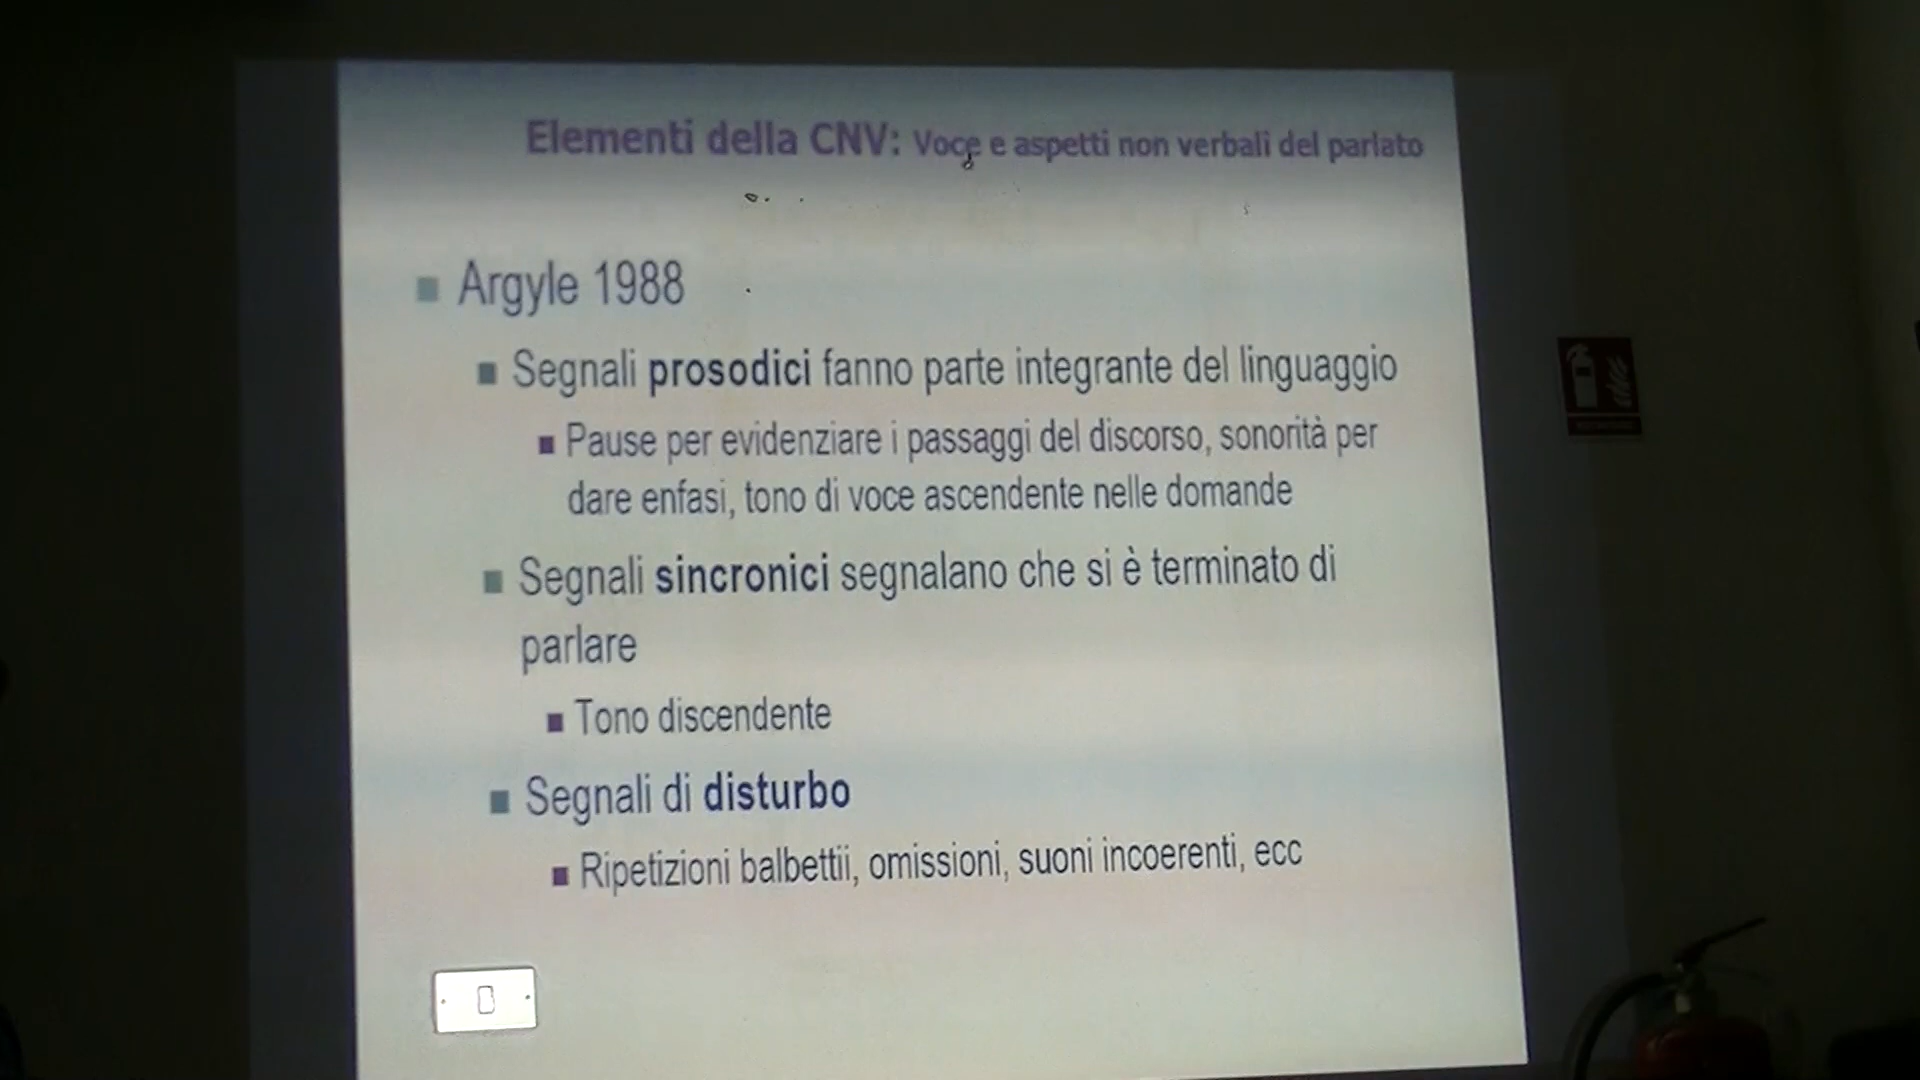 Elementi della CNV: Voce e aspetti non verbali del parlato
Argyle 1988
Segnali prosodici fanno parte integrante del linguaggio
Pause per evidenziare i passaggi del discorso, sonorità per
dare enfasi, tono di voce ascendente nelle domande
Segnali sincronici segnalano che si è terminato di
parlare
Tono discendente
Segnali di disturbo
Ripetizioni balbettii, omissioni, suoni incoerenti, ecc